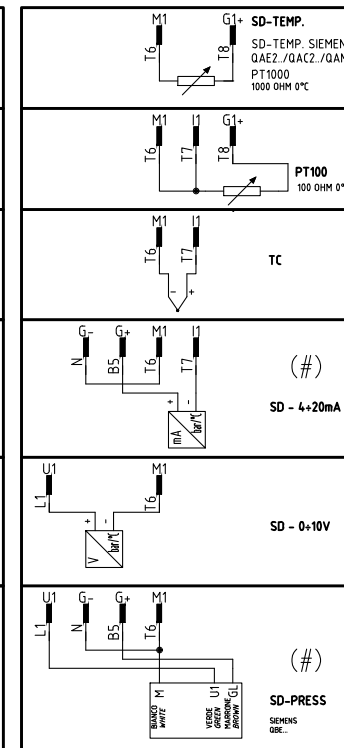 M1 G1+ SD-TEMP.
T6 T8 SD-TEMP. SIEMEN
QAE2../QAC2../QAM
PT1000
1000 OHM 0°C
M1 I1 G1+
T6 T7 T8
PT100
100 OHM 0°
M1 I1
T6 T7
TC
- +
G- G+ M1 I1
N B5 T6 T7
(#)
+ -
mA bar/°C
SD - 4÷20mA
U1 M1
L1 T6
+ -
V bar/°C
SD - 0÷10V
U1 G- G+ M1
L1 N B5 T6
(#)
M U1 GL
BIANCO
WHITE
VERDE
GREEN
MARRONE
BROWN
SD-PRESS
SIEMENS
QBE...